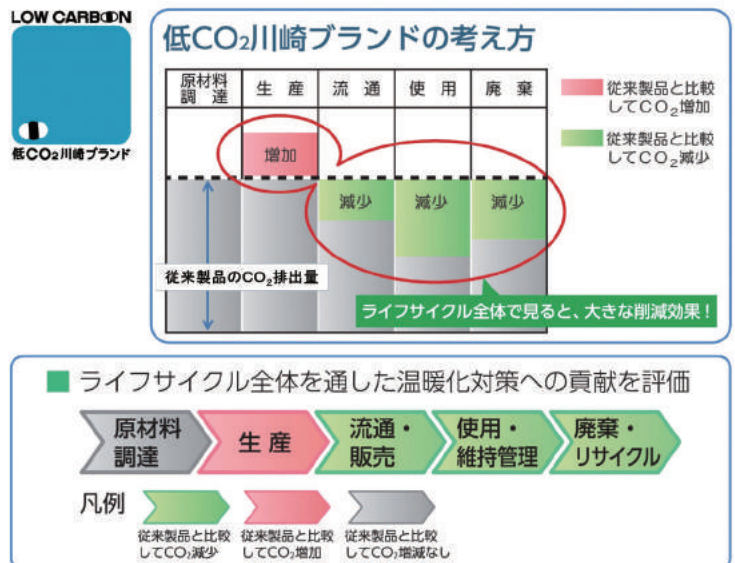 LOW CARBON
低CO2川崎ブランド
低CO2川崎ブランドの考え方
原材料
調 達
生 産
流 通
使 用
廃 棄
従来製品と比較
してCO2増加
従来製品と比較
してCO2減少
増加
減少
減少
減少
従来製品のCO2排出量
ライフサイクル全体で見ると、大きな削減効果！
■ ライフサイクル全体を通した温暖化対策への貢献を評価
原材料
調達
生 産
流通・
販売
使用・
維持管理
廃棄・
リサイクル
凡例
従来製品と比較
してCO2減少
従来製品と比較
してCO2増加
従来製品と比較
してCO2増減なし